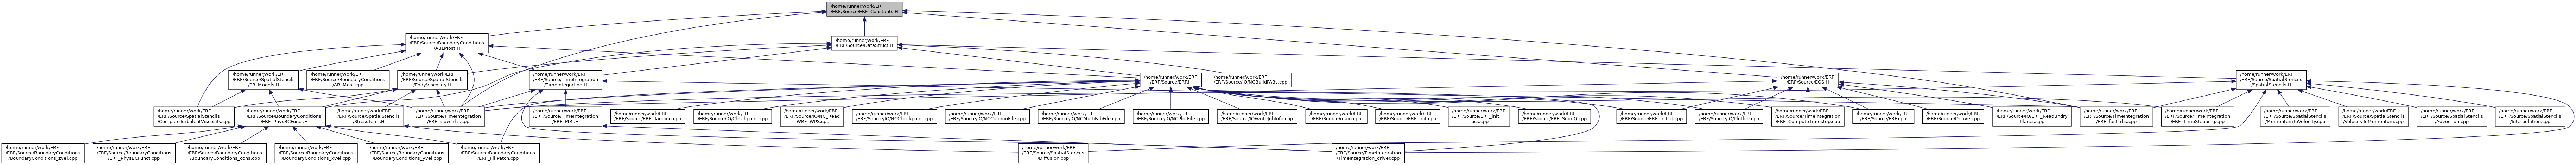 /home/runner/work/ERF
/ERF/Source/ERF_Constants.H
/home/runner/work/ERF
/ERF/Source/BoundaryConditions
/ABLMost.H
/home/runner/work/ERF
/ERF/Source/DataStruct.H
/home/runner/work/ERF
/ERF/Source/SpatialStencils
/PBLModels.H
/home/runner/work/ERF
/ERF/Source/BoundaryConditions
/ABLMost.cpp
/home/runner/work/ERF
/ERF/Source/SpatialStencils
/EddyViscosity.H
/home/runner/work/ERF
/ERF/Source/TimeIntegration
/TimeIntegration.H
/home/runner/work/ERF
/ERF/Source/ERF.H
/home/runner/work/ERF
/ERF/Source/IO/NCBuildFABs.cpp
/home/runner/work/ERF
/ERF/Source/EOS.H
/home/runner/work/ERF
/ERF/Source/SpatialStencils
/SpatialStencils.H
/home/runner/work/ERF
/ERF/Source/SpatialStencils
/ComputeTurbulentViscosity.cpp
/home/runner/work/ERF
/ERF/Source/BoundaryConditions
/ERF_PhysBCFunct.H
/home/runner/work/ERF
/ERF/Source/SpatialStencils
/StressTerm.H
/home/runner/work/ERF
/ERF/Source/TimeIntegration
/ERF_slow_rhs.cpp
/home/runner/work/ERF
/ERF/Source/TimeIntegration
/ERF_MRI.H
/home/runner/work/ERF
/ERF/Source/ERF_Tagging.cpp
/home/runner/work/ERF
/ERF/Source/IO/Checkpoint.cpp
/home/runner/work/ERF
/ERF/Source/IO/NC_Read
_WRF_WPS.cpp
/home/runner/work/ERF
/ERF/Source/IO/NCCheckpoint.cpp
/home/runner/work/ERF
/ERF/Source/IO/NCColumnFile.cpp
/home/runner/work/ERF
/ERF/Source/IO/NCMultiFabFile.cpp
/home/runner/work/ERF
/ERF/Source/IO/NCPlotFile.cpp
/home/runner/work/ERF
/ERF/Source/IO/writeJobInfo.cpp
/home/runner/work/ERF
/ERF/Source/main.cpp
/home/runner/work/ERF
/ERF/Source/ERF_init.cpp
/home/runner/work/ERF
/ERF/Source/ERF_init
_bcs.cpp
/home/runner/work/ERF
/ERF/Source/ERF_SumIQ.cpp
/home/runner/work/ERF
/ERF/Source/ERF_init1d.cpp
/home/runner/work/ERF
/ERF/Source/IO/Plotfile.cpp
/home/runner/work/ERF
/ERF/Source/TimeIntegration
/ERF_ComputeTimestep.cpp
/home/runner/work/ERF
/ERF/Source/ERF.cpp
/home/runner/work/ERF
/ERF/Source/Derive.cpp
/home/runner/work/ERF
/ERF/Source/IO/ERF_ReadBndry
Planes.cpp
/home/runner/work/ERF
/ERF/Source/TimeIntegration
/ERF_fast_rhs.cpp
/home/runner/work/ERF
/ERF/Source/TimeIntegration
/ERF_TimeStepping.cpp
/home/runner/work/ERF
/ERF/Source/SpatialStencils
/MomentumToVelocity.cpp
/home/runner/work/ERF
/ERF/Source/SpatialStencils
/VelocityToMomentum.cpp
/home/runner/work/ERF
/ERF/Source/SpatialStencils
/Advection.cpp
/home/runner/work/ERF
/ERF/Source/SpatialStencils
/Interpolation.cpp
/home/runner/work/ERF
/ERF/Source/BoundaryConditions
/BoundaryConditions_zvel.cpp
/home/runner/work/ERF
/ERF/Source/BoundaryConditions
/ERF_PhysBCFunct.cpp
/home/runner/work/ERF
/ERF/Source/BoundaryConditions
/BoundaryConditions_cons.cpp
/home/runner/work/ERF
/ERF/Source/BoundaryConditions
/BoundaryConditions_xvel.cpp
/home/runner/work/ERF
/ERF/Source/BoundaryConditions
/BoundaryConditions_yvel.cpp
/home/runner/work/ERF
/ERF/Source/BoundaryConditions
/ERF_FillPatch.cpp
/home/runner/work/ERF
/ERF/Source/SpatialStencils
/Diffusion.cpp
/home/runner/work/ERF
/ERF/Source/TimeIntegration
/TimeIntegration_driver.cpp